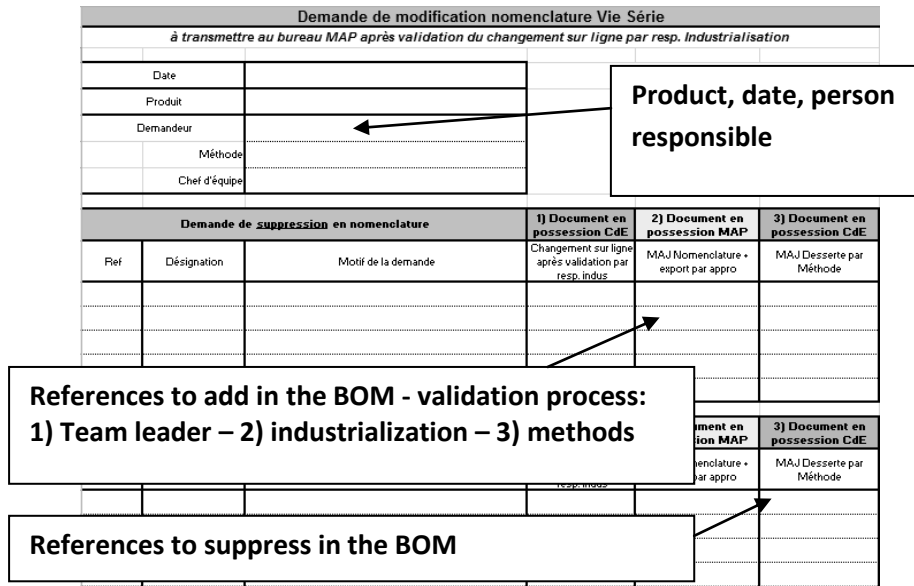 Demande de modification nomenclature Vie Série
à transmettre au bureau MAP après validation du changement sur ligne par resp. Industrialisation
Date
Produit
Demandeur
Méthode
Chef d'équipe
Product, date, person
responsible
Demande de suppression en nomenclature
1) Document en
possession CdE
2) Document en
possession MAP
3) Document en
possession CdE
Ref
Désignation
Motif de la demande
Changement sur ligne
après validation par
resp. indus
MAJ Nomenclature +
export par appro
MAJ Desserte par
Méthode
References to add in the BOM - validation process:
1) Team leader – 2) industrialization – 3) methods
3) Document en
possession CdE
par appro
MAJ Desserte par
Méthode
References to suppress in the BOM